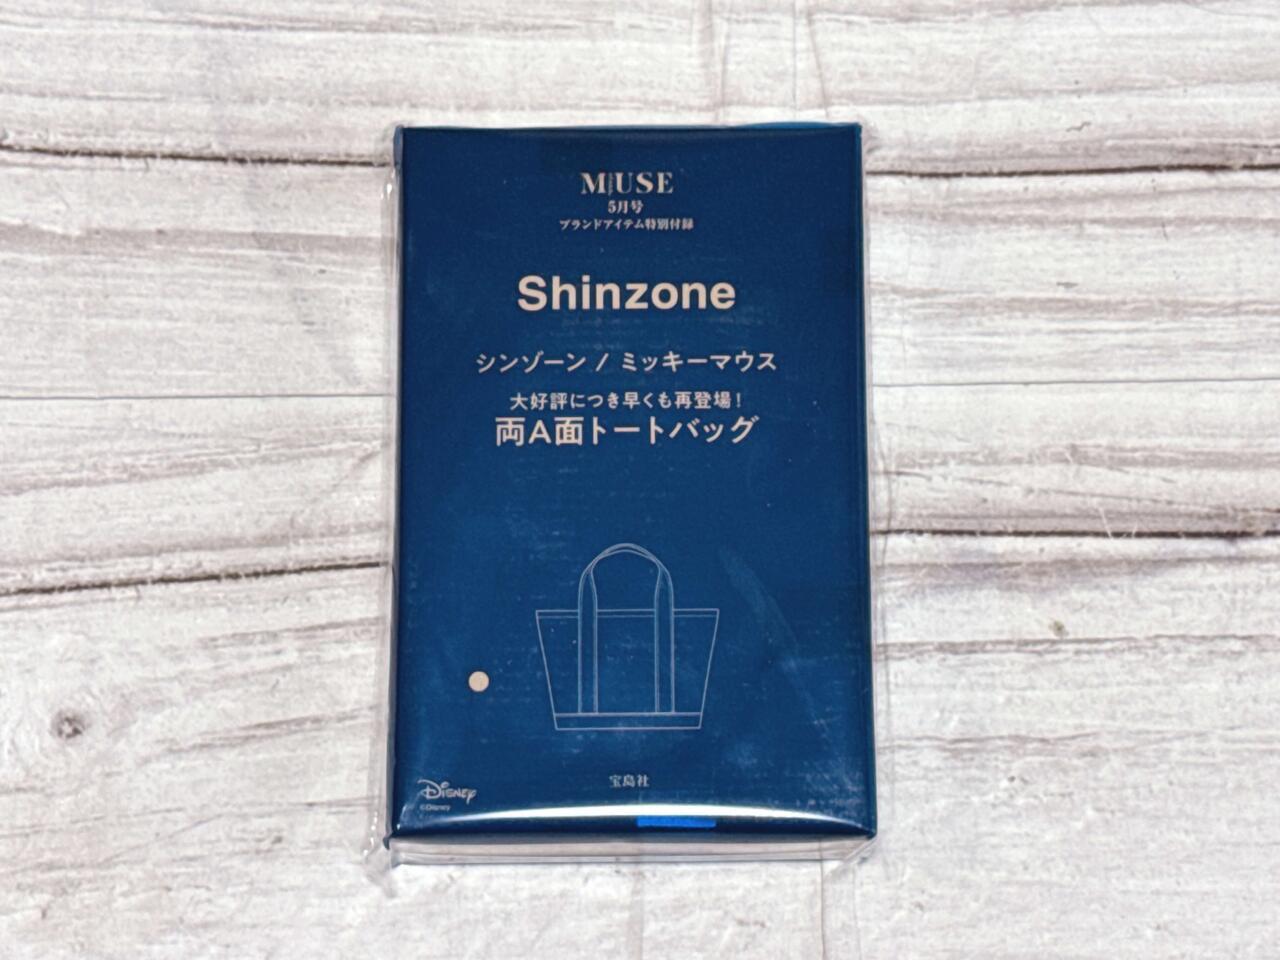 MUSE
5月号
ブランドアイテム特別付録
Shinzone
シンゾーン / ミッキーマウス
大好評につき早くも再登場！
両A面トートバッグ
宝島社
Disney
©Disney